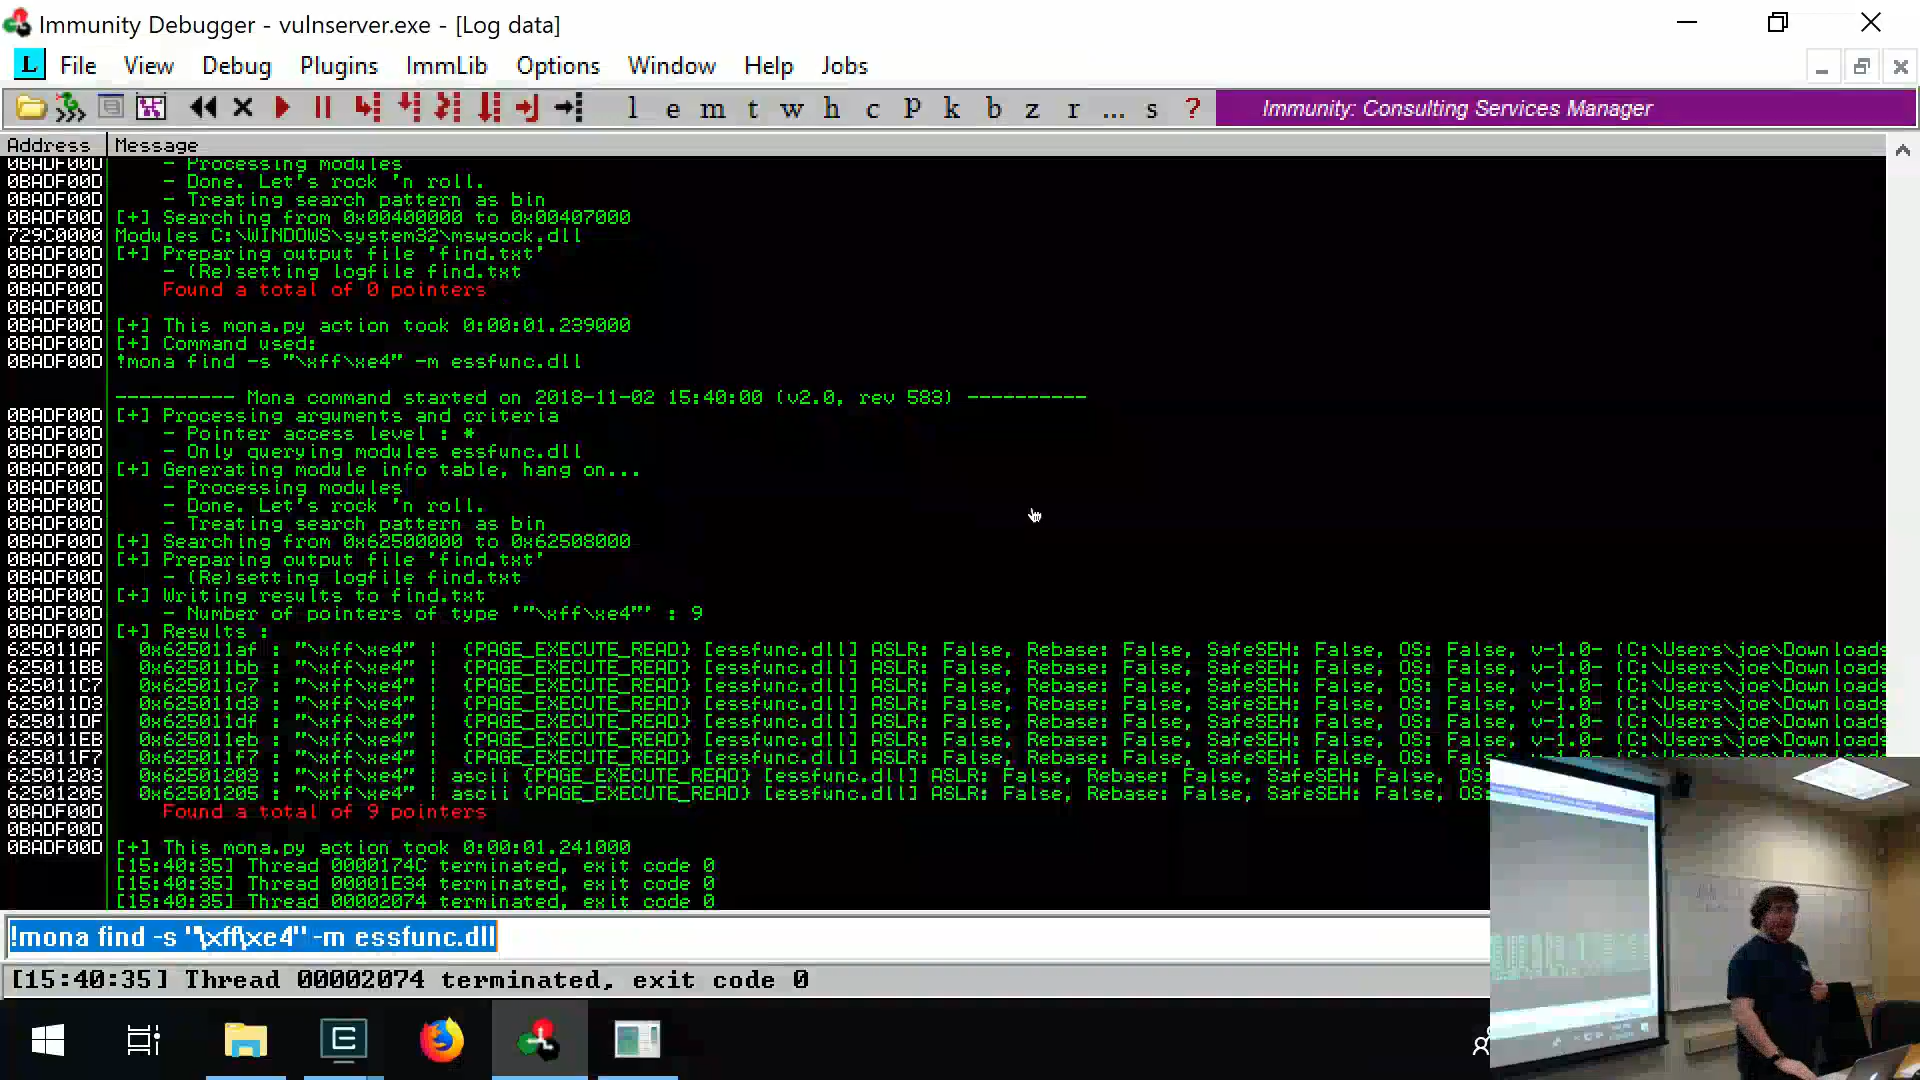 Immunity Debugger - vulnserver.exe - [Log data]
L File View Debug Plugins ImmLib Options Window Help Jobs
l e m t w h c P k b z r ... s ? Immunity: Consulting Services Manager
Address Message
0BADF00D - Processing modules
0BADF00D - Done. Let's rock 'n roll.
0BADF00D - Treating search pattern as bin
0BADF00D [+] Searching from 0x00400000 to 0x00407000
729C0000 Modules C:\WINDOWS\system32\mswsock.dll
0BADF00D [+] Preparing output file 'find.txt'
0BADF00D - (Re)setting logfile find.txt
0BADF00D Found a total of 0 pointers
0BADF00D
0BADF00D [+] This mona.py action took 0:00:01.239000
0BADF00D [+] Command used:
0BADF00D !mona find -s "\xff\xe4" -m essfunc.dll
---------- Mona command started on 2018-11-02 15:40:00 (v2.0, rev 583) ----------
0BADF00D [+] Processing arguments and criteria
0BADF00D - Pointer access level : *
0BADF00D - Only querying modules essfunc.dll
0BADF00D [+] Generating module info table, hang on...
0BADF00D - Processing modules
0BADF00D - Done. Let's rock 'n roll.
0BADF00D - Treating search pattern as bin
0BADF00D [+] Searching from 0x62500000 to 0x62508000
0BADF00D [+] Preparing output file 'find.txt'
0BADF00D - (Re)setting logfile find.txt
0BADF00D [+] Writing results to find.txt
0BADF00D - Number of pointers of type '"\xff\xe4"' : 9
0BADF00D [+] Results :
625011AF 0x625011af : "\xff\xe4" | {PAGE_EXECUTE_READ} [essfunc.dll] ASLR: False, Rebase: False, SafeSEH: False, OS: False, v-1.0- (C:\Users\joe\Downloads
625011BB 0x625011bb : "\xff\xe4" | {PAGE_EXECUTE_READ} [essfunc.dll] ASLR: False, Rebase: False, SafeSEH: False, OS: False, v-1.0- (C:\Users\joe\Downloads
625011C7 0x625011c7 : "\xff\xe4" | {PAGE_EXECUTE_READ} [essfunc.dll] ASLR: False, Rebase: False, SafeSEH: False, OS: False, v-1.0- (C:\Users\joe\Downloads
625011D3 0x625011d3 : "\xff\xe4" | {PAGE_EXECUTE_READ} [essfunc.dll] ASLR: False, Rebase: False, SafeSEH: False, OS: False, v-1.0- (C:\Users\joe\Downloads
625011DF 0x625011df : "\xff\xe4" | {PAGE_EXECUTE_READ} [essfunc.dll] ASLR: False, Rebase: False, SafeSEH: False, OS: False, v-1.0- (C:\Users\joe\Downloads
625011EB 0x625011eb : "\xff\xe4" | {PAGE_EXECUTE_READ} [essfunc.dll] ASLR: False, Rebase: False, SafeSEH: False, OS: False, v-1.0- (C:\Users\joe\Downloads
625011F7 0x625011f7 : "\xff\xe4" | {PAGE_EXECUTE_READ} [essfunc.dll] ASLR: False, Rebase: False, SafeSEH: False, OS: False, v-1.0- (C:\Users\joe\Downloads
62501203 0x62501203 : "\xff\xe4" | ascii {PAGE_EXECUTE_READ} [essfunc.dll] ASLR: False, Rebase: False, SafeSEH: False, OS:
62501205 0x62501205 : "\xff\xe4" | ascii {PAGE_EXECUTE_READ} [essfunc.dll] ASLR: False, Rebase: False, SafeSEH: False, OS:
0BADF00D Found a total of 9 pointers
0BADF00D
0BADF00D [+] This mona.py action took 0:00:01.241000
[15:40:35] Thread 0000174C terminated, exit code 0
[15:40:35] Thread 00001E34 terminated, exit code 0
[15:40:35] Thread 00002074 terminated, exit code 0
!mona find -s "\xff\xe4" -m essfunc.dll
[15:40:35] Thread 00002074 terminated, exit code 0